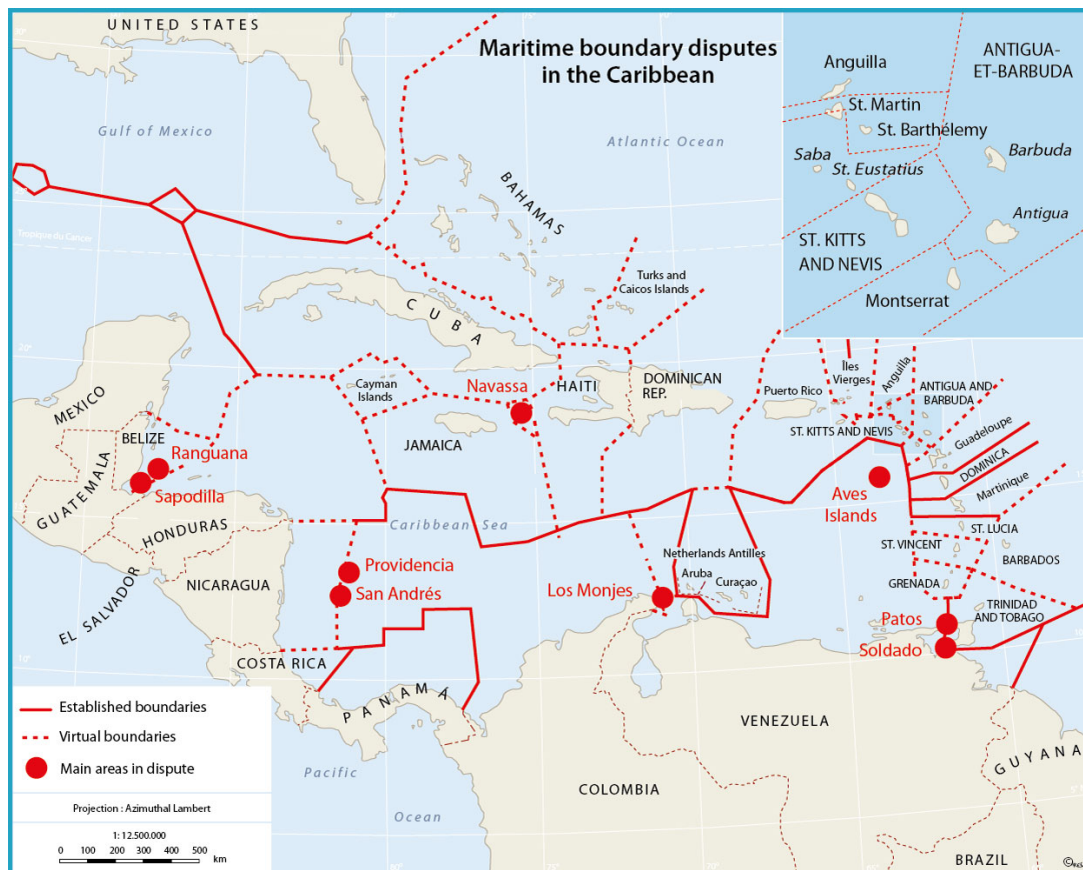 UNITED STATES
Maritime boundary disputes
in the Caribbean
Gulf of Mexico
Atlantic Ocean
Tropique du Cancer
BAHAMAS
Turks and
Caicos Islands
CUBA
Anguilla
ANTIGUA-
ET-BARBUDA
St. Martin
St. Barthélemy
Saba
St. Eustatius
Barbuda
Antigua
ST. KITTS
AND NEVIS
Montserrat
20°
MEXICO
Cayman
Islands
Navassa
HAITI
DOMINICAN
REP.
Puerto Rico
Îles
Vierges
Anguilla
ANTIGUA AND
BARBUDA
ST. KITTS AND NEVIS
Guadeloupe
DOMINICA
Martinique
BELIZE
Ranguana
JAMAICA
Sapodilla
GUATEMALA
HONDURAS
Caribbean Sea
Aves
Islands
ST. LUCIA
ST. VINCENT
BARBADOS
Netherlands Antilles
Aruba
Curaçao
Providencia
San Andrés
NICARAGUA
EL SALVADOR
Los Monjes
GRENADA
TRINIDAD
AND TOBAGO
Patos
Soldado
COSTA RICA
10°
PANAMA
VENEZUELA
GUYANA
COLOMBIA
BRAZIL
Pacific
Ocean
Established boundaries
Virtual boundaries
Main areas in dispute
Projection : Azimuthal Lambert
1: 12.500.000
0 100 200 300 400 500
km